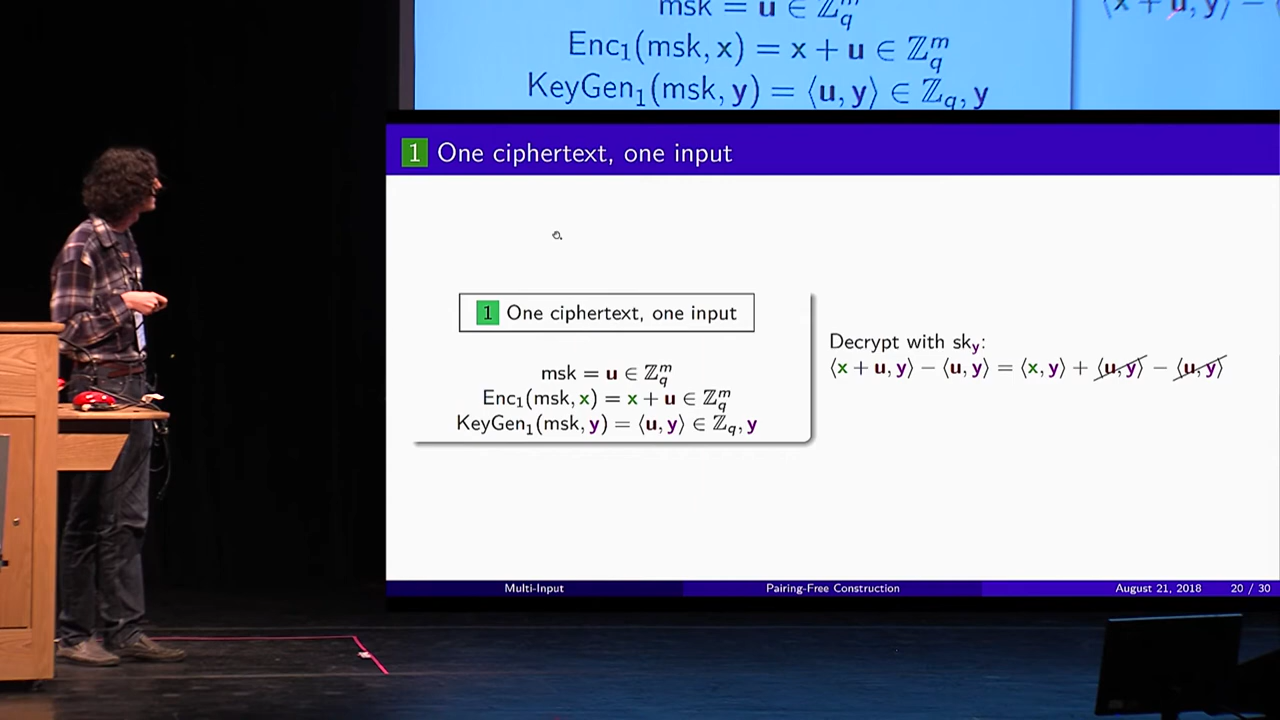 msk = u ∈ ℤ_q^m
Enc₁(msk, x) = x + u ∈ ℤ_q^m
KeyGen₁(msk, y) = ⟨u, y⟩ ∈ ℤ_q, y
⟨x + u, y⟩ −
1 One ciphertext, one input
1 One ciphertext, one input
msk = u ∈ ℤ_q^m
Enc₁(msk, x) = x + u ∈ ℤ_q^m
KeyGen₁(msk, y) = ⟨u, y⟩ ∈ ℤ_q, y
Decrypt with sk_y:
⟨x + u, y⟩ − ⟨u, y⟩ = ⟨x, y⟩ + ⟨u, y⟩ − ⟨u, y⟩
Multi-Input
Pairing-Free Construction
August 21, 2018
20 / 30